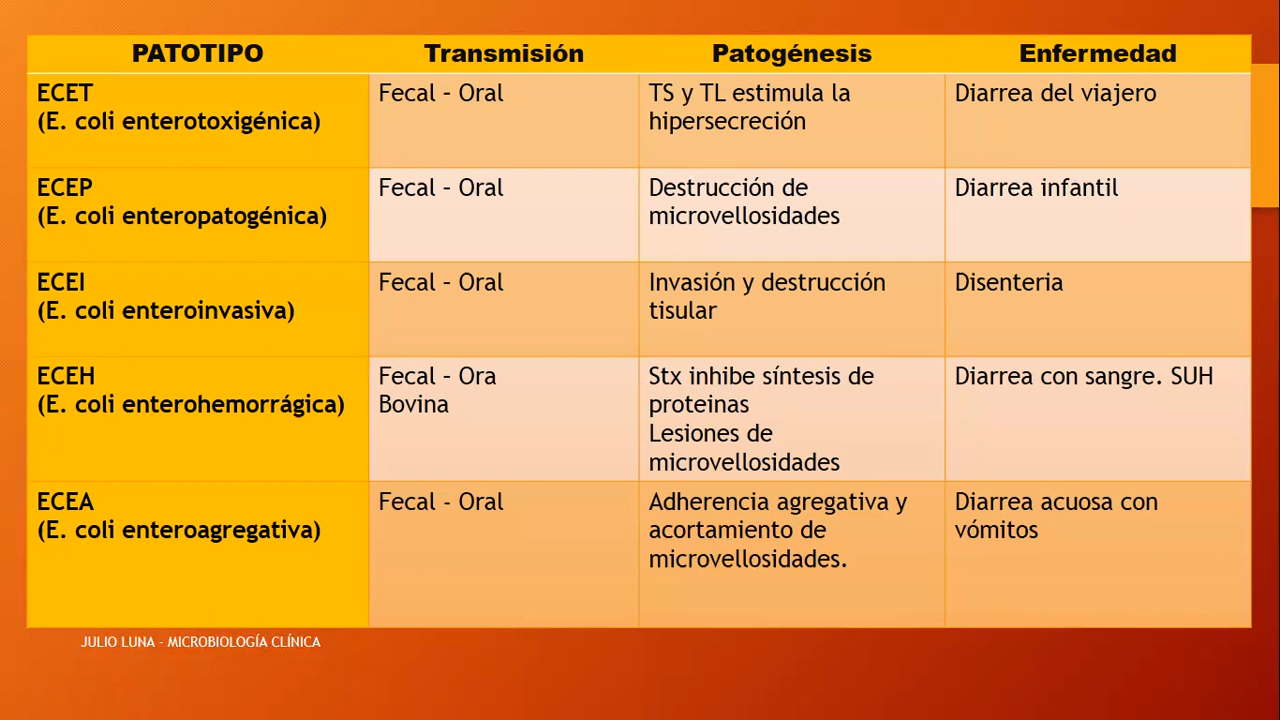 PATOTIPO Transmisión Patogénesis Enfermedad
ECET
(E. coli enterotoxigénica)
Fecal – Oral
TS y TL estimula la
hipersecreción
Diarrea del viajero
ECEP
(E. coli enteropatogénica)
Fecal – Oral
Destrucción de
microvellosidades
Diarrea infantil
ECEI
(E. coli enteroinvasiva)
Fecal – Oral
Invasión y destrucción
tisular
Disenteria
ECEH
(E. coli enterohemorrágica)
Fecal – Ora
Bovina
Stx inhibe síntesis de
proteinas
Lesiones de
microvellosidades
Diarrea con sangre. SUH
ECEA
(E. coli enteroagregativa)
Fecal - Oral
Adherencia agregativa y
acortamiento de
microvellosidades.
Diarrea acuosa con
vómitos
JULIO LUNA - MICROBIOLOGÍA CLÍNICA